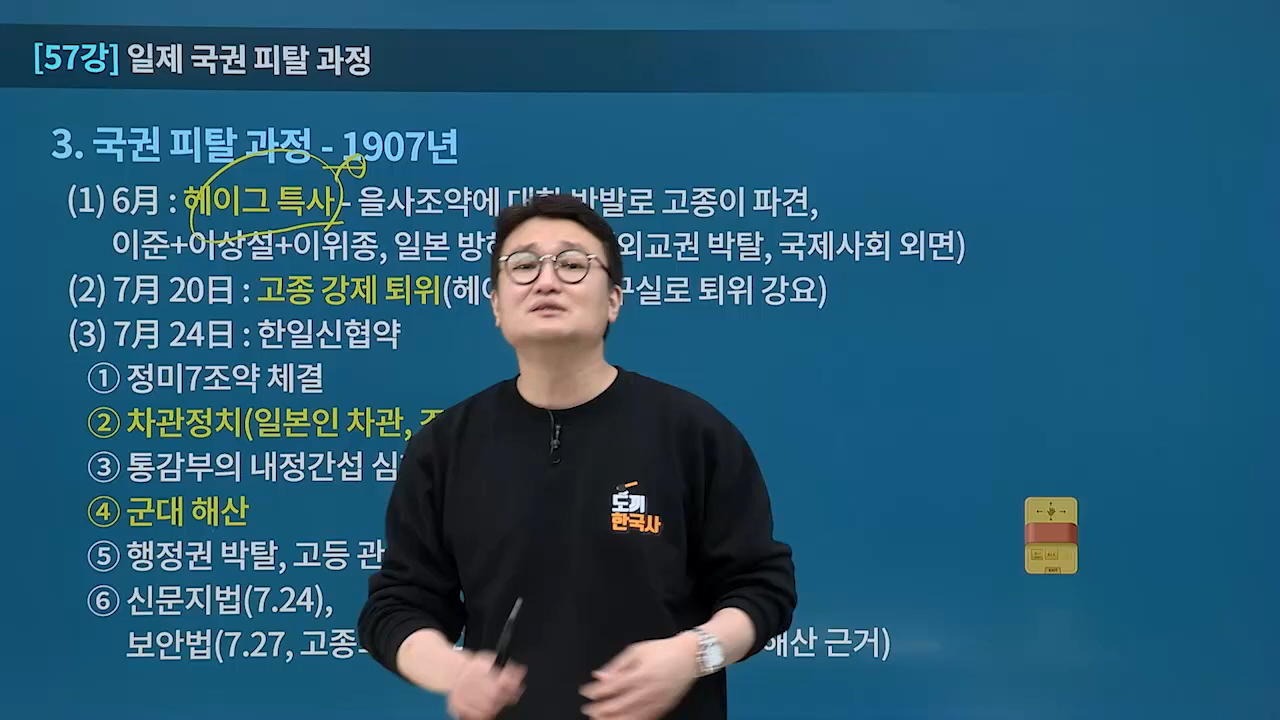 [57강] 일제 국권 피탈 과정
3. 국권 피탈 과정 - 1907년
(1) 6月 : 헤이그 특사 - 을사조약에 대한 반발로 고종이 파견,
이준+이상설+이위종, 일본 외교권 박탈, 국제사회 외면)
(2) 7月 20日 : 고종 강제 퇴위(헤이 구실로 퇴위 강요)
(3) 7月 24日 : 한일신협약
① 정미7조약 체결
② 차관정치(일본인 차관,
③ 통감부의 내정간섭
④ 군대 해산
⑤ 행정권 박탈, 고등 관
⑥ 신문지법(7.24),
보안법(7.27, 고종 해산 근거)
도끼
한국사